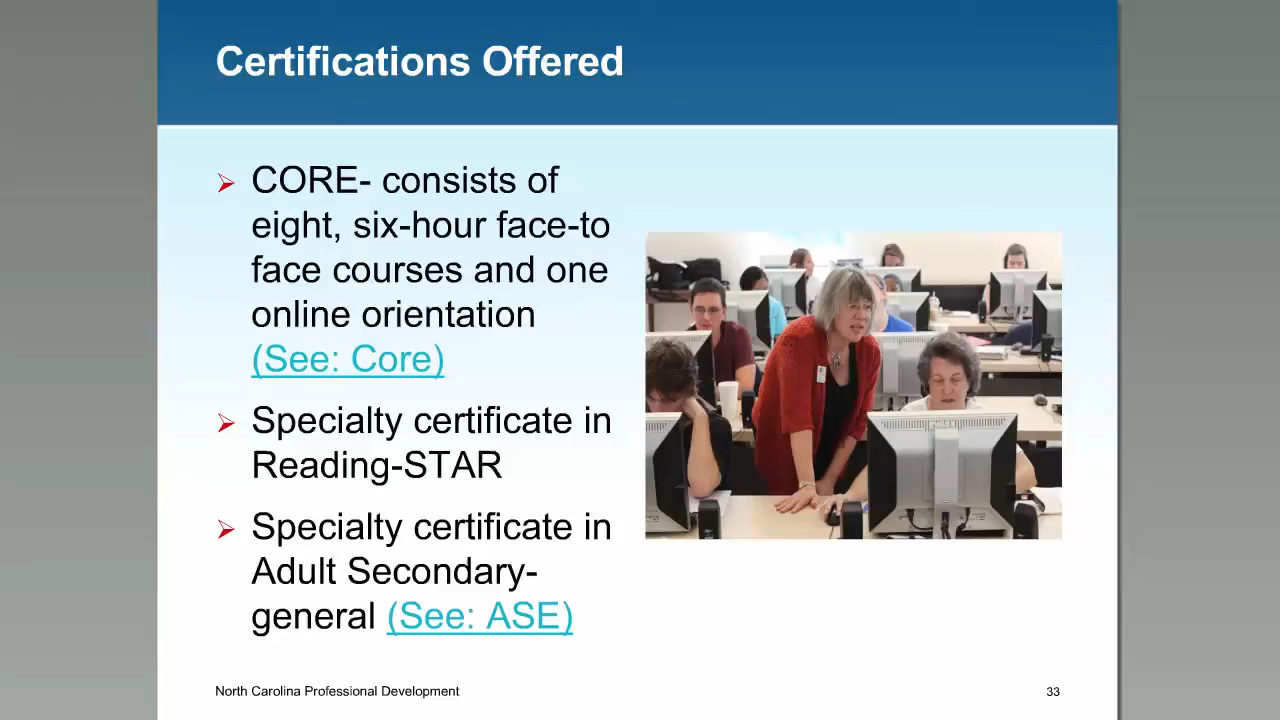 Certifications Offered
CORE- consists of
eight, six-hour face-to
face courses and one
online orientation
(See: Core)
Specialty certificate in
Reading-STAR
Specialty certificate in
Adult Secondary-
general (See: ASE)
North Carolina Professional Development
33